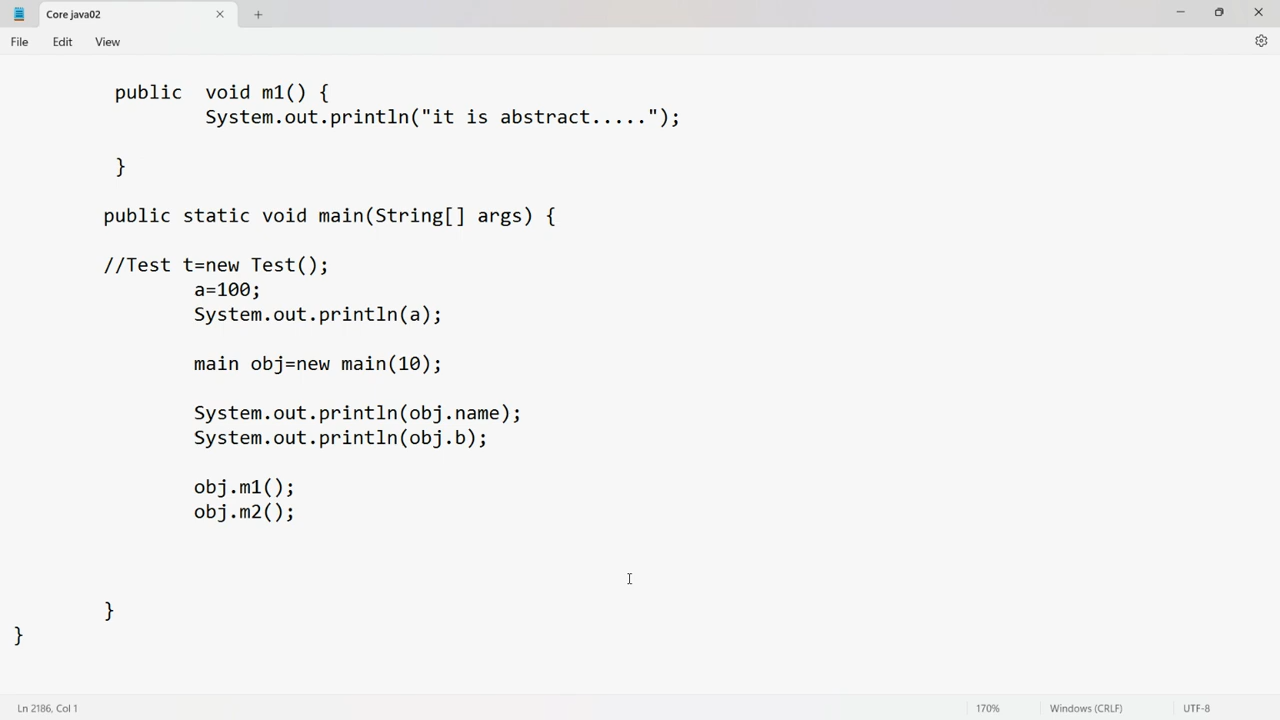 Core java02
File Edit View
public  void m1() {
System.out.println("it is abstract.....");
}
public static void main(String[] args) {
//Test t=new Test();
a=100;
System.out.println(a);
main obj=new main(10);
System.out.println(obj.name);
System.out.println(obj.b);
obj.m1();
obj.m2();
}
}
Ln 2186, Col 1 170% Windows (CRLF) UTF-8